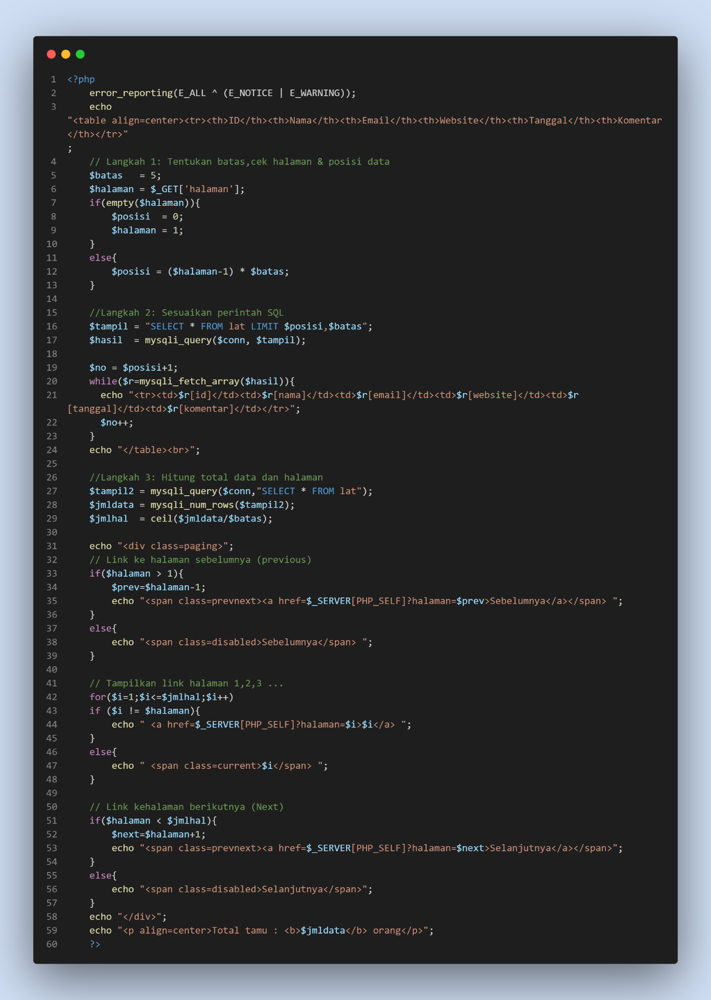 1 <?php
2     error_reporting(E_ALL ^ (E_NOTICE | E_WARNING));
3     echo
"<table align=center><tr><th>ID</th><th>Nama</th><th>Email</th><th>Website</th><th>Tanggal</th><th>Komentar
</th></tr>"
;
4     // Langkah 1: Tentukan batas,cek halaman & posisi data
5     $batas   = 5;
6     $halaman = $_GET['halaman'];
7     if(empty($halaman)){
8         $posisi  = 0;
9         $halaman = 1;
10     }
11     else{
12         $posisi = ($halaman-1) * $batas;
13     }
14
15     //Langkah 2: Sesuaikan perintah SQL
16     $tampil = "SELECT * FROM lat LIMIT $posisi,$batas";
17     $hasil  = mysqli_query($conn, $tampil);
18
19     $no = $posisi+1;
20     while($r=mysqli_fetch_array($hasil)){
21       echo "<tr><td>$r[id]</td><td>$r[nama]</td><td>$r[email]</td><td>$r[website]</td><td>$r
[tanggal]</td><td>$r[komentar]</td></tr>";
22       $no++;
23     }
24     echo "</table><br>";
25
26     //Langkah 3: Hitung total data dan halaman
27     $tampil2 = mysqli_query($conn,"SELECT * FROM lat");
28     $jmldata = mysqli_num_rows($tampil2);
29     $jmlhal  = ceil($jmldata/$batas);
30
31     echo "<div class=paging>";
32     // Link ke halaman sebelumnya (previous)
33     if($halaman > 1){
34         $prev=$halaman-1;
35         echo "<span class=prevnext><a href=$_SERVER[PHP_SELF]?halaman=$prev>Sebelumnya</a></span> ";
36     }
37     else{
38         echo "<span class=disabled>Sebelumnya</span> ";
39     }
40
41     // Tampilkan link halaman 1,2,3 ...
42     for($i=1;$i<=$jmlhal;$i++)
43     if ($i != $halaman){
44         echo " <a href=$_SERVER[PHP_SELF]?halaman=$i>$i</a> ";
45     }
46     else{
47         echo " <span class=current>$i</span> ";
48     }
49
50     // Link kehalaman berikutnya (Next)
51     if($halaman < $jmlhal){
52         $next=$halaman+1;
53         echo "<span class=prevnext><a href=$_SERVER[PHP_SELF]?halaman=$next>Selanjutnya</a></span>";
54     }
55     else{
56         echo "<span class=disabled>Selanjutnya</span>";
57     }
58     echo "</div>";
59     echo "<p align=center>Total tamu : <b>$jmldata</b> orang</p>";
60     ?>